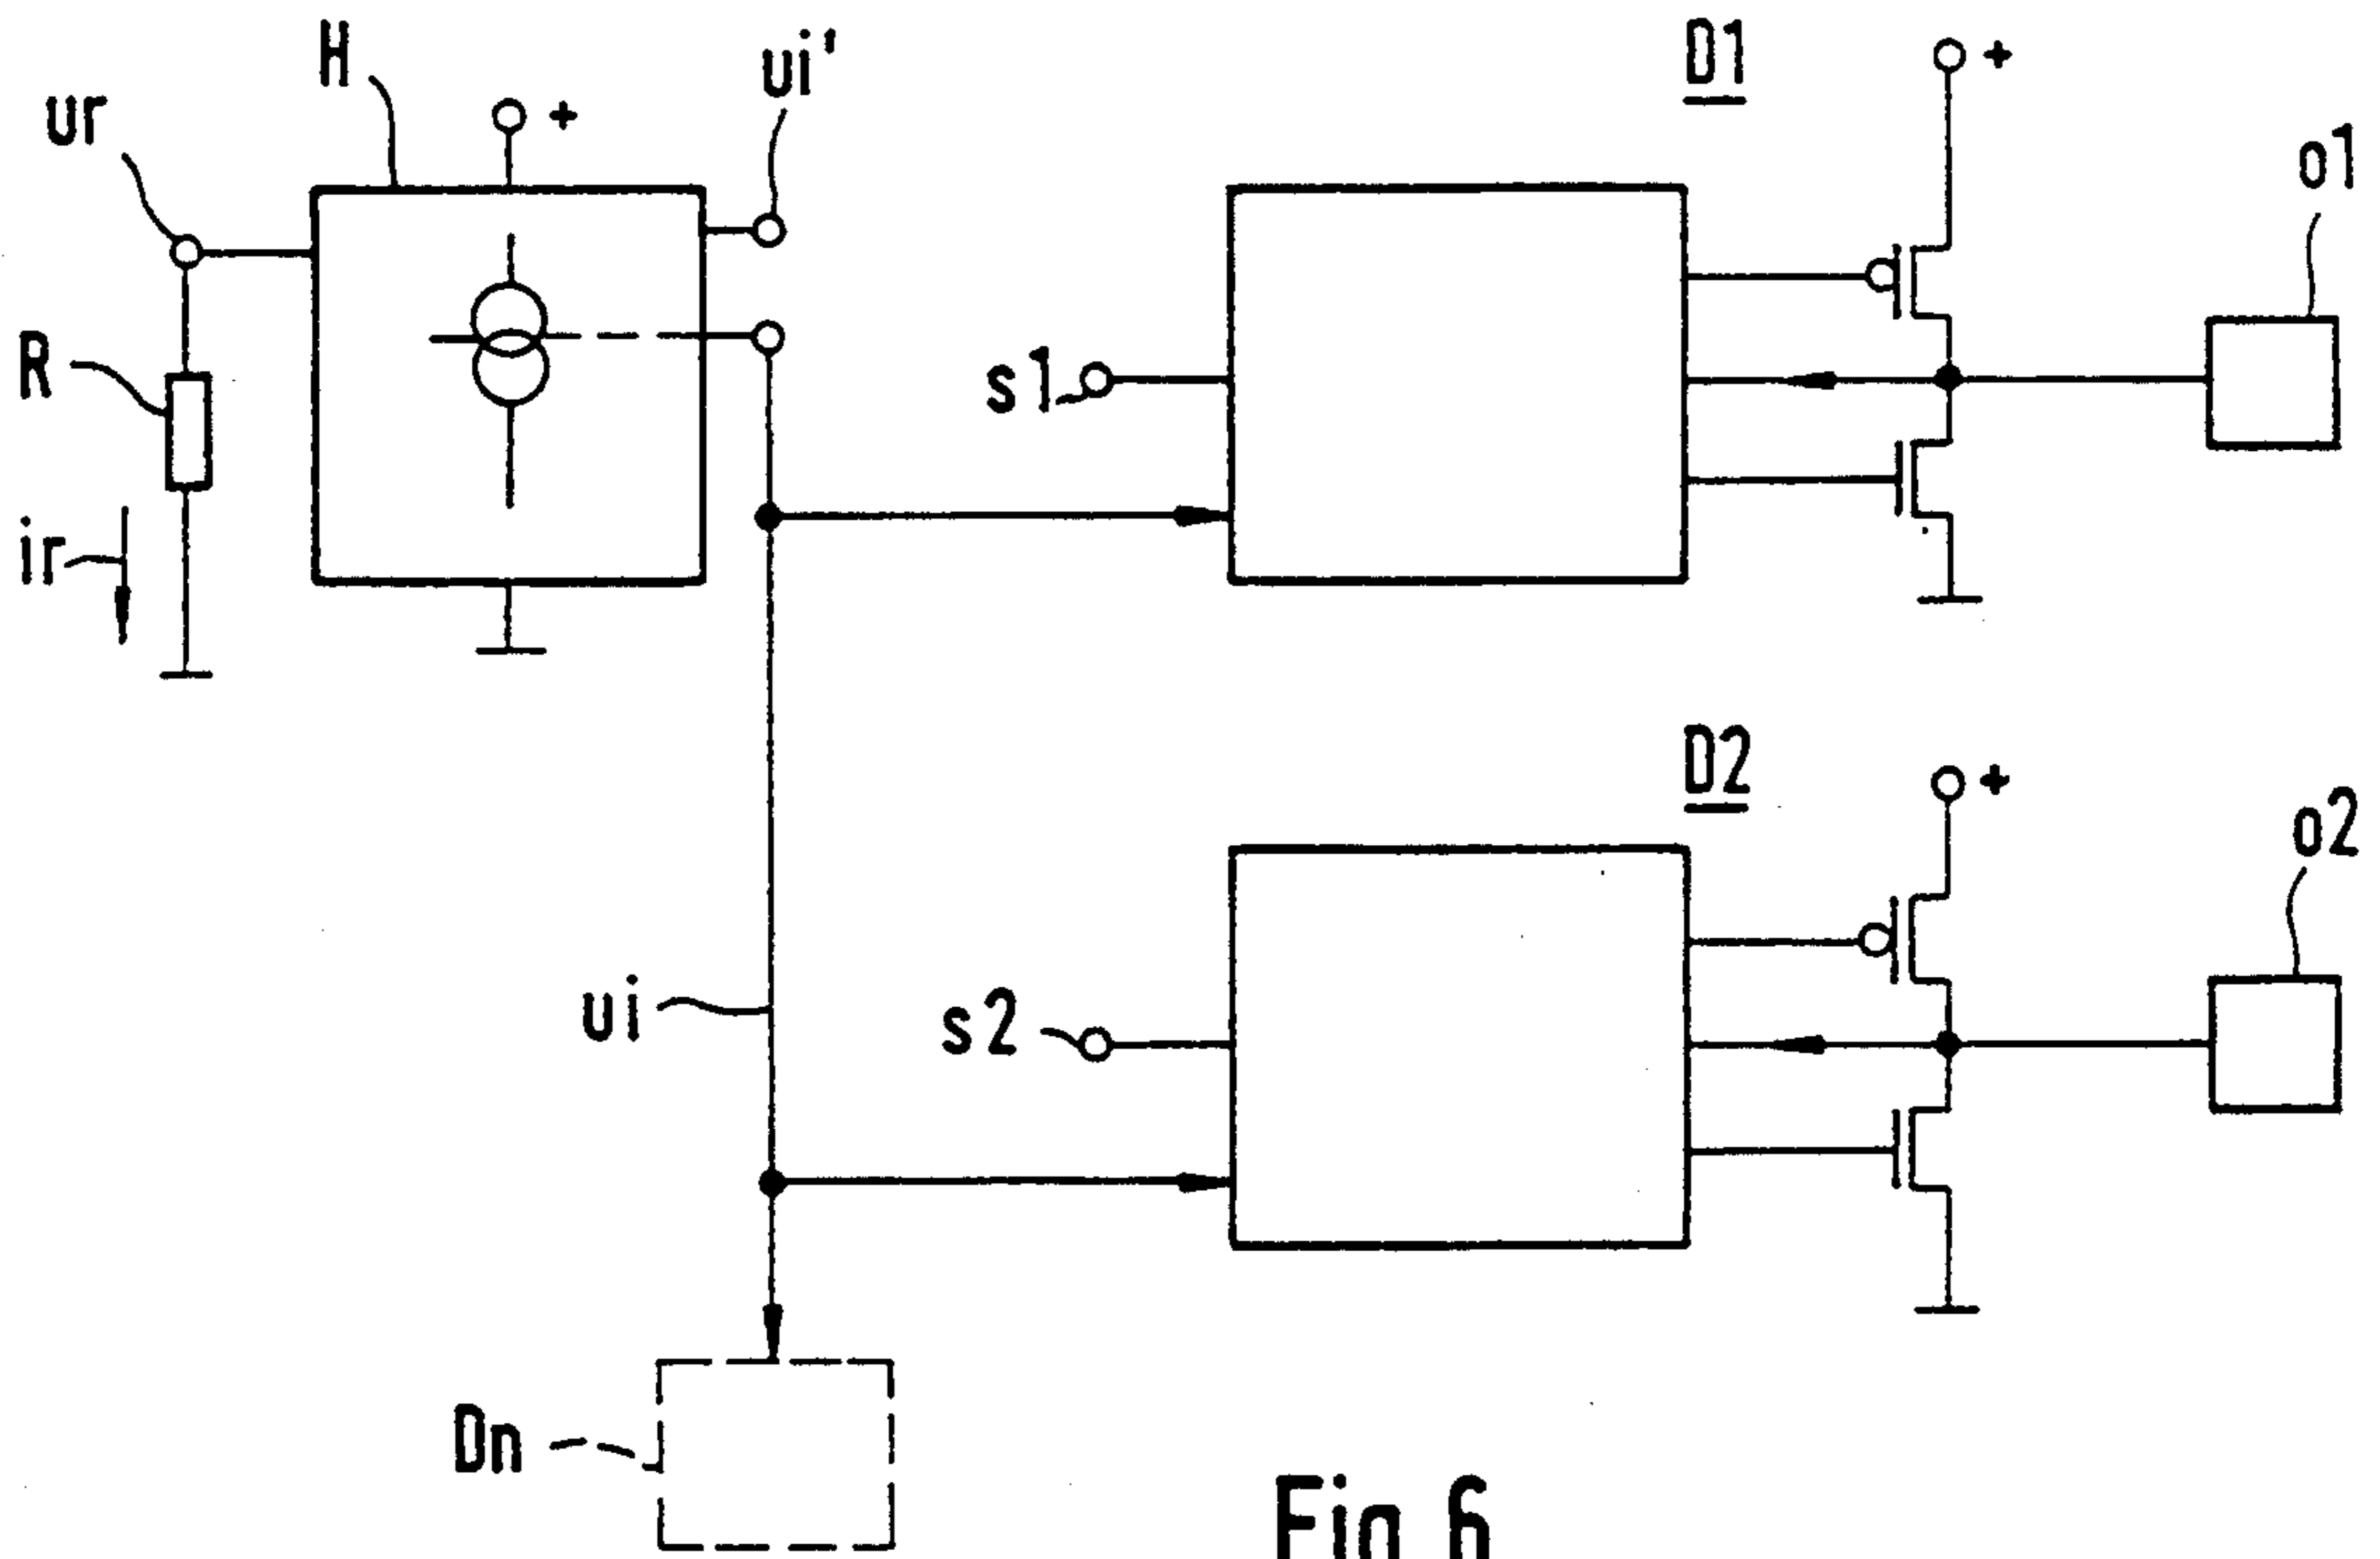 H
ui'
D1
+
ur
+
o1
R
s1
ir
D2
+
o2
ui
s2
Dn
Fig 6